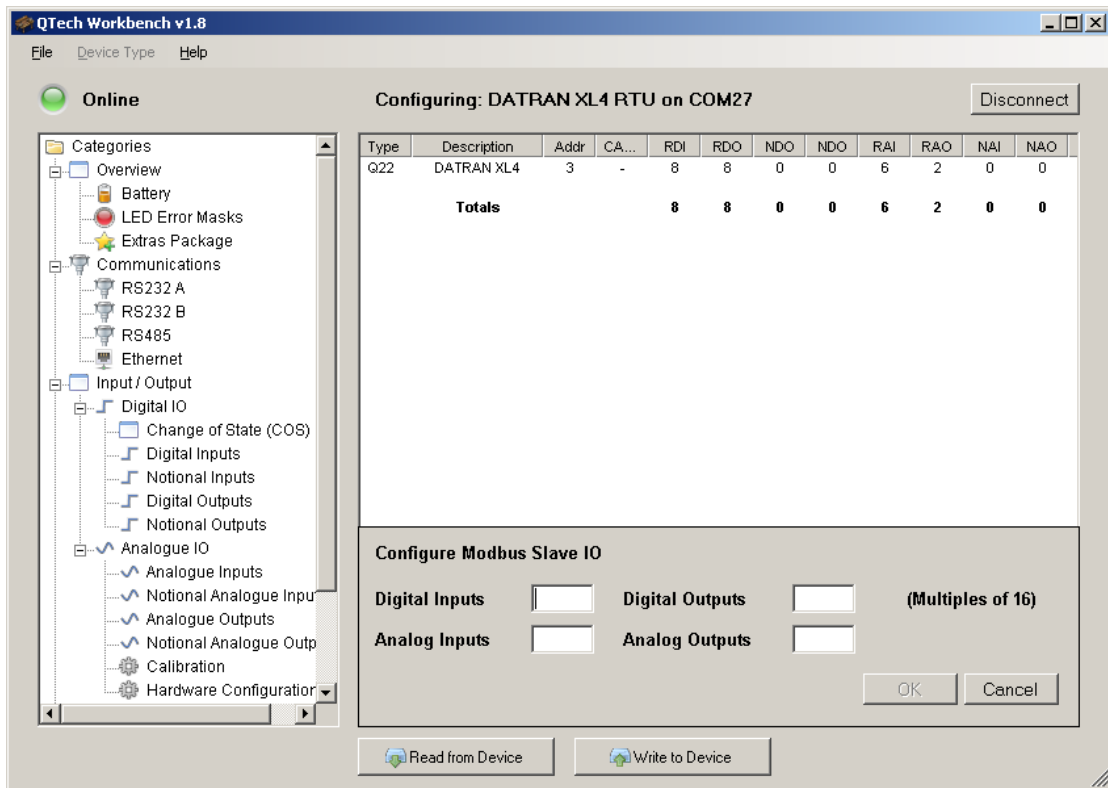 QTech Workbench v1.8
File Device Type Help
Online
Configuring: DATRAN XL4 RTU on COM27
Disconnect
Categories
Overview
Battery
LED Error Masks
Extras Package
Communications
RS232 A
RS232 B
RS485
Ethernet
Input / Output
Digital IO
Change of State (COS)
Digital Inputs
Notional Inputs
Digital Outputs
Notional Outputs
Analogue IO
Analogue Inputs
Notional Analogue Inpu
Analogue Outputs
Notional Analogue Outp
Calibration
Hardware Configuration
Type Description Addr CA... RDI RDO NDO NDO RAI RAO NAI NAO
Q22 DATRAN XL4 3 - 8 8 0 0 6 2 0 0
Totals 8 8 0 0 6 2 0 0
Configure Modbus Slave IO
Digital Inputs Digital Outputs (Multiples of 16)
Analog Inputs Analog Outputs
OK Cancel
Read from Device Write to Device